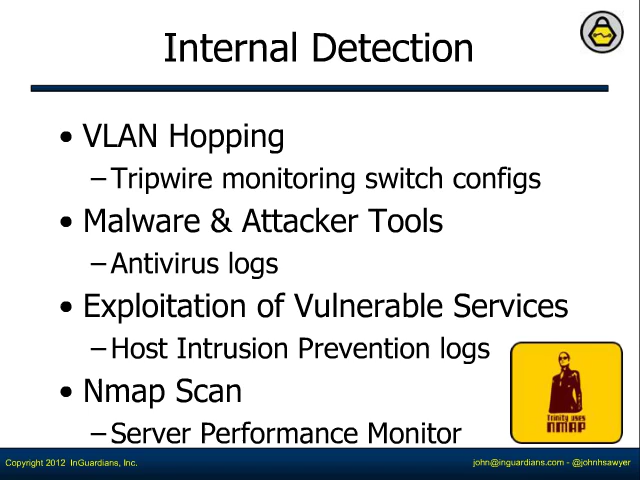 Internal Detection
• VLAN Hopping
– Tripwire monitoring switch configs
• Malware & Attacker Tools
– Antivirus logs
• Exploitation of Vulnerable Services
– Host Intrusion Prevention logs
• Nmap Scan
– Server Performance Monitor
Trinity uses
NMAP
Copyright 2012 InGuardians, Inc.
john@inguardians.com - @johnhsawyer